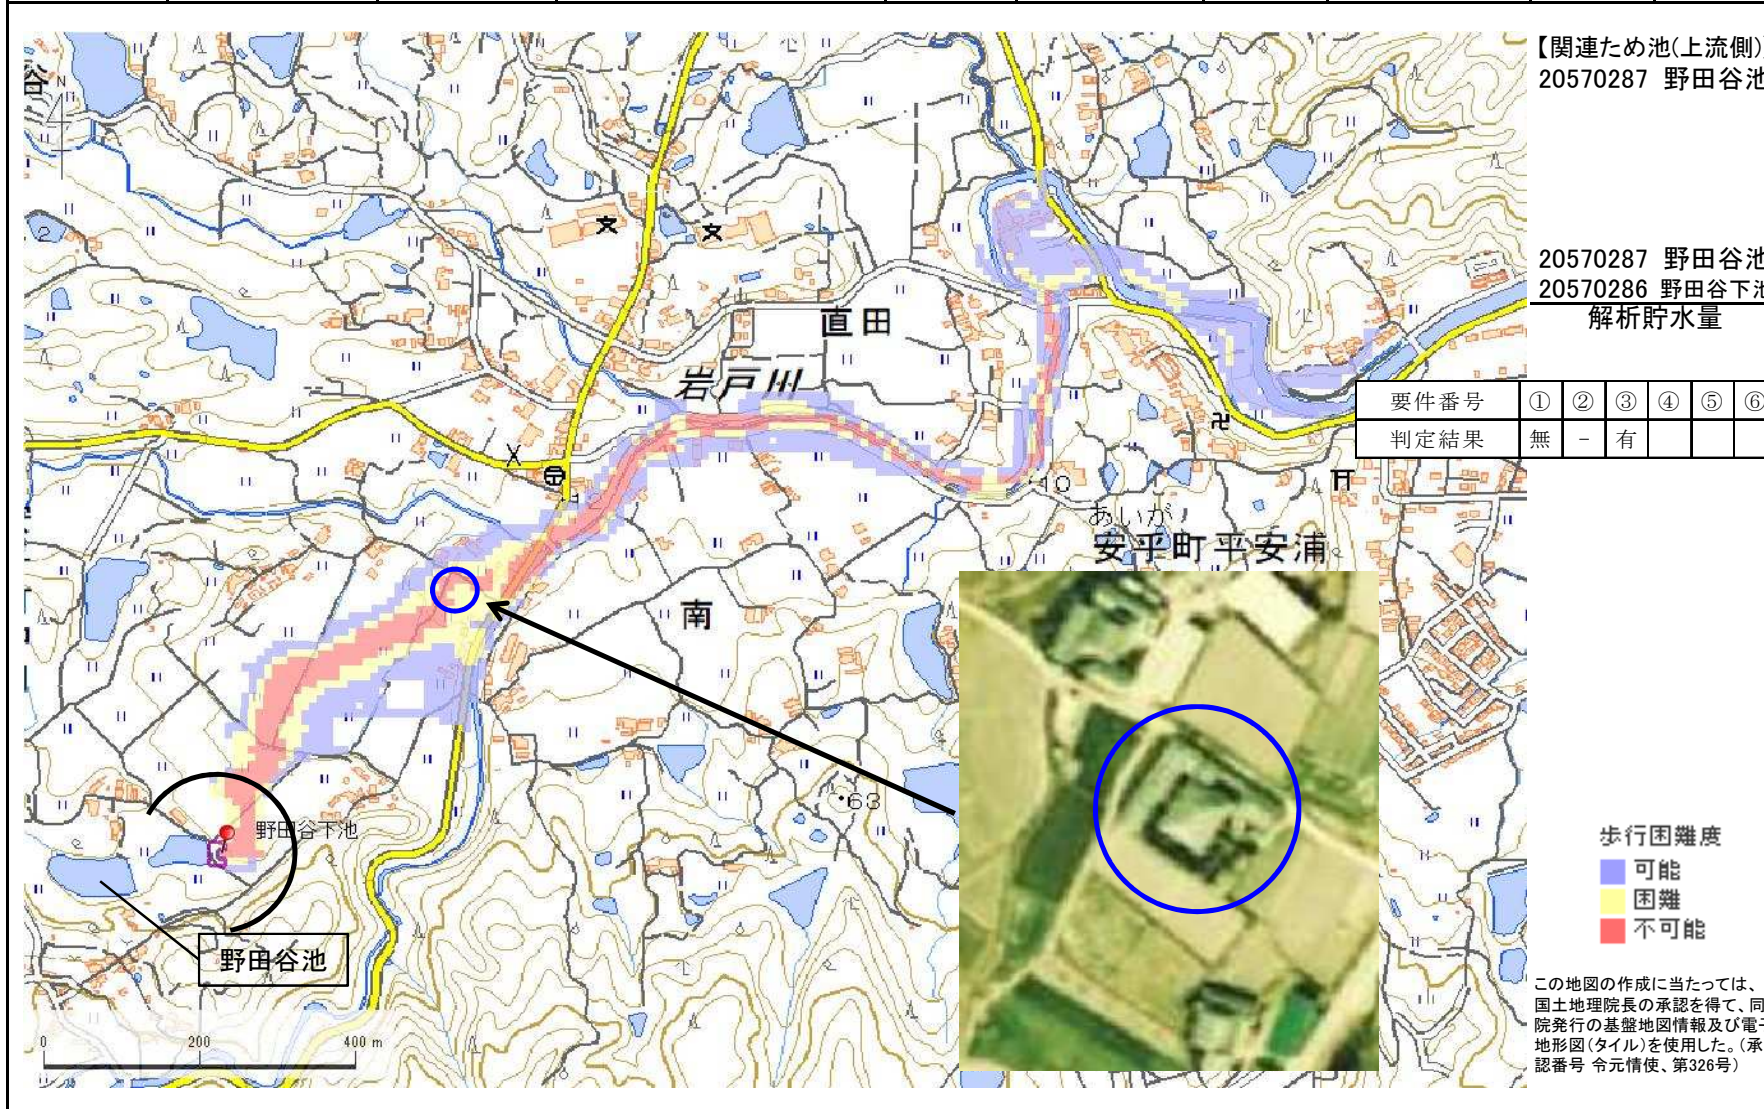 【関連ため池(上流側)
20570287 野田谷池
20570287 野田谷池
20570286 野田谷下池
解析貯水量
要件番号 ① ② ③ ④ ⑤ ⑥
判定結果 無 - 有
谷
N
2
文
文
直田
岩戸川
卍
10
あいが
安平町平安浦
南
63
野田谷下池
野田谷池
0 200 400 m
歩行困難度
可能
困難
不可能
この地図の作成に当たっては、
国土地理院長の承認を得て、同
院発行の基盤地図情報及び電子
地形図(タイル)を使用した。(承
認番号 令元情使、第326号)